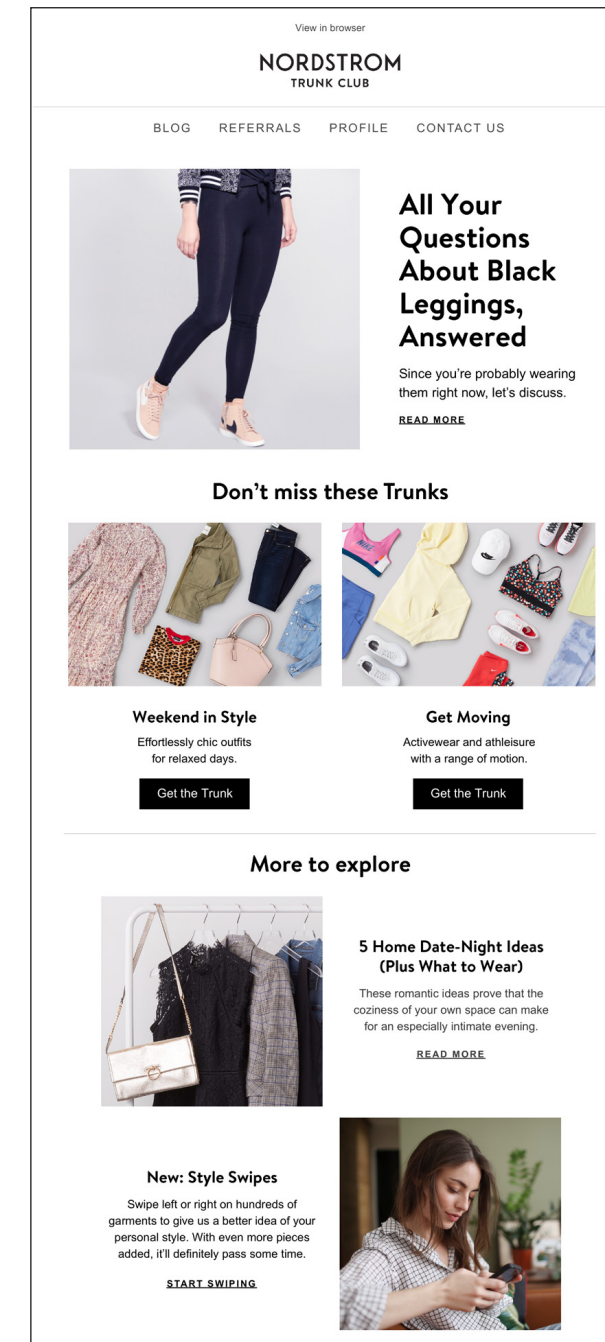 View in browser
NORDSTROM
TRUNK CLUB
BLOG REFERRALS PROFILE CONTACT US
All Your
Questions
About Black
Leggings,
Answered
Since you’re probably wearing
them right now, let’s discuss.
READ MORE
Don’t miss these Trunks
NIKE
Weekend in Style
Effortlessly chic outfits
for relaxed days.
Get the Trunk
Get Moving
Activewear and athleisure
with a range of motion.
Get the Trunk
More to explore
5 Home Date-Night Ideas
(Plus What to Wear)
These romantic ideas prove that the
coziness of your own space can make
for an especially intimate evening.
READ MORE
New: Style Swipes
Swipe left or right on hundreds of
garments to give us a better idea of your
personal style. With even more pieces
added, it’ll definitely pass some time.
START SWIPING